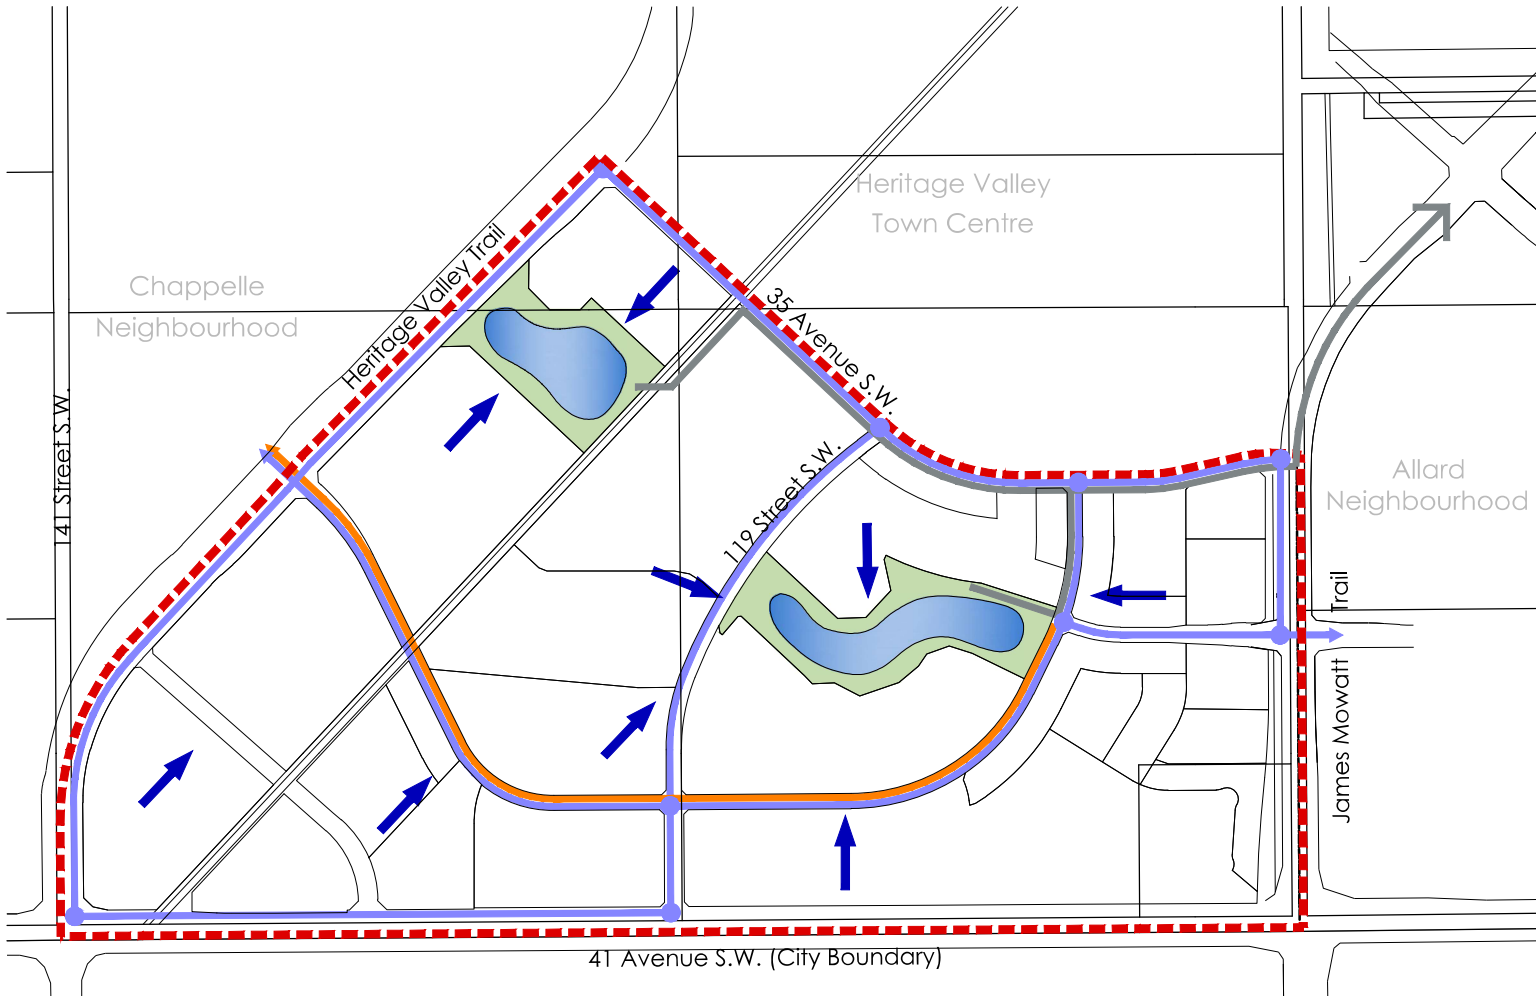 Heritage Valley
Town Centre
Chappelle
Neighbourhood
Heritage Valley Trail
35 Avenue S.W.
141 Street S.W.
119 Street S.W.
Allard
Neighbourhood
James Mowatt Trail
41 Avenue S.W. (City Boundary)